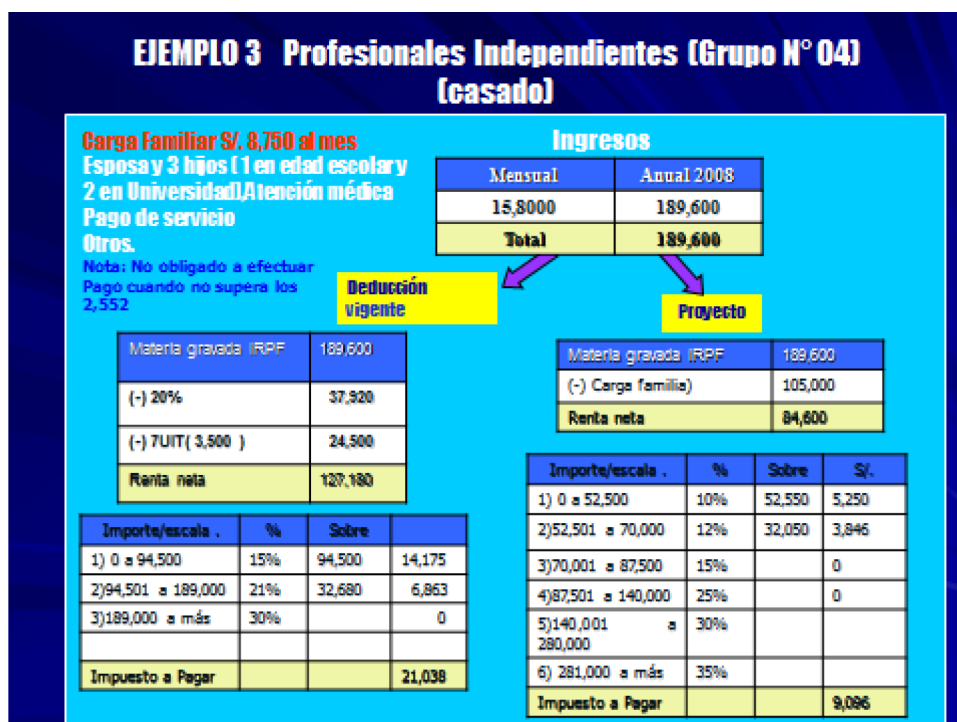 EJEMPLO 3 Profesionales Independientes (Grupo N° 04)
(casado)
Carga Familiar S/. 8,750 al mes
Esposa y 3 hijos ( 1 en edad escolar y
2 en Universidad),Atención médica
Pago de servicio
Otros.
Nota: No obligado a efectuar
Pago cuando no supera los
2,552
Ingresos
Mensual Anual 2008
15,8000 189,600
Total 189,600
Deducción
vigente
Proyecto
Materia gravada IRPF 189,600
(-) 20% 37,920
(-) 7UIT( 3,500 ) 24,500
Renta neta 127,180
Materia gravada IRPF 189,600
(-) Carga familia) 105,000
Renta neta 84,600
Importe/escala . % Sobre
1) 0 a 94,500 15% 94,500 14,175
2)94,501 a 189,000 21% 32,680 6,863
3)189,000 a más 30% 0
Impuesto a Pagar 21,038
Importe/escala . % Sobre S/.
1) 0 a 52,500 10% 52,550 5,250
2)52,501 a 70,000 12% 32,050 3,846
3)70,001 a 87,500 15% 0
4)87,501 a 140,000 25% 0
5)140,001 a 30%
280,000
6) 281,000 a más 35%
Impuesto a Pagar 9,096